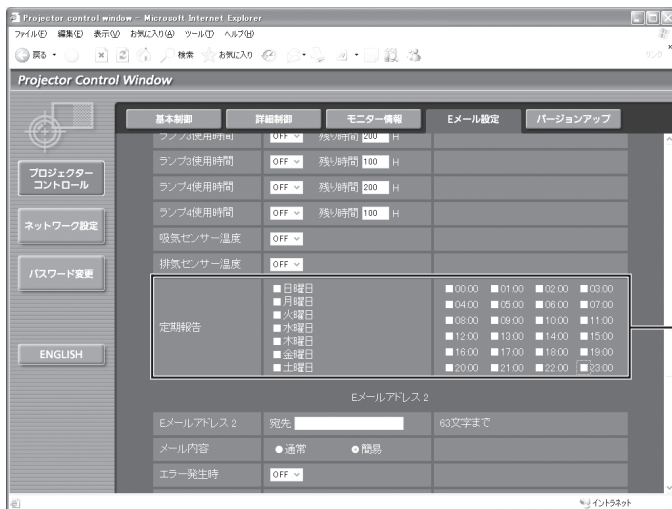 Projector control window - Microsoft Internet Explorer
ファイル(F) 編集(E) 表示(V) お気に入り(A) ツール(T) ヘルプ(H)
戻る 検索 お気に入り
リンク
Projector Control Window
基本制御 詳細制御 モニター情報 Eメール設定 バージョンアップ
プロジェクター
コントロール
ネットワーク設定
パスワード変更
ENGLISH
ランプ3使用時間 OFF 残り時間 200 H
ランプ3使用時間 OFF 残り時間 100 H
ランプ4使用時間 OFF 残り時間 200 H
ランプ4使用時間 OFF 残り時間 100 H
吸気センサー温度 OFF
排気センサー温度 OFF
定期報告
日曜日
月曜日
火曜日
水曜日
木曜日
金曜日
土曜日
00:00 01:00 02:00 03:00
04:00 05:00 06:00 07:00
08:00 09:00 10:00 11:00
12:00 13:00 14:00 15:00
16:00 17:00 18:00 19:00
20:00 21:00 22:00 23:00
Eメールアドレス 2
Eメールアドレス 2 宛先 63文字まで
メール内容 通常 簡易
エラー発生時 OFF
イントラネット